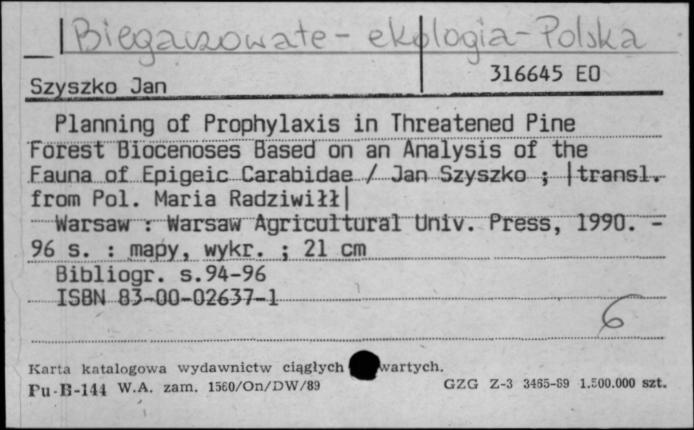 Biegaczowate - ekologia - Polska
316645 EO
Szyszko Jan
Planning of Prophylaxis in Threatened Pine
Forest Biocenoses Based on an Analysis of the
Fauna of Epigeic Carabidae / Jan Szyszko ; |transl.
from Pol. Maria Radziwiłł|
Warsaw : Warsaw Agricultural Univ. Press, 1990. -
96 s. : mapy, wykr. ; 21 cm
Bibliogr. s.94-96
ISBN 83-00-02637-1
6
Karta katalogowa wydawnictw ciągłych wartych.
Pu-B-144 W.A. zam. 1560/On/DW/89 GZG Z-3 3465-89 1.500.000 szt.